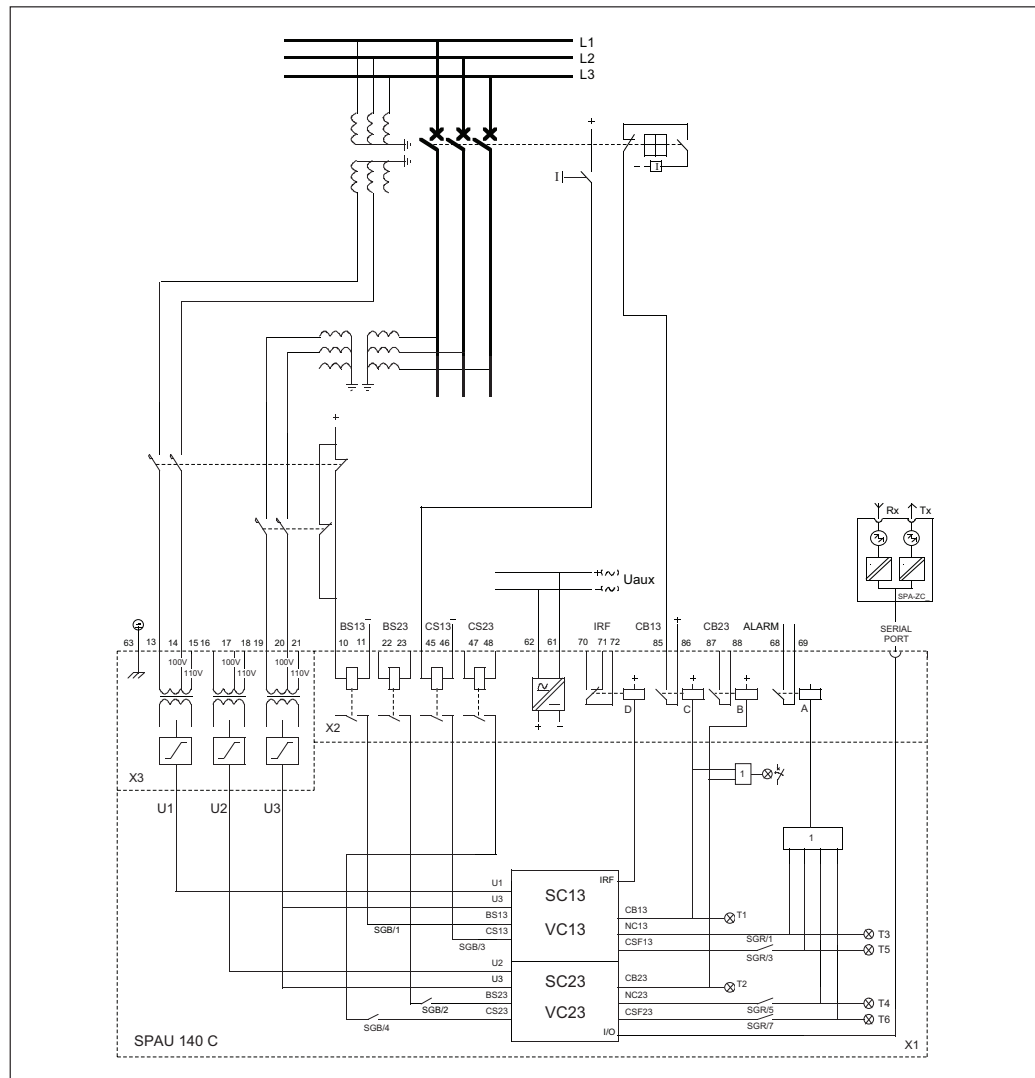 L1
L2
L3
+
I
-
I
+
Rx Tx
SPA-ZC_
SERIAL
PORT
+(~)
-(~)
Uaux
BS13 - BS23 CS13 - CS23 IRF CB13 + CB23 ALARM
63 13 14 15 16 17 18 19 20 21 10 11 22 23 45 46 47 48 62 61 70 71 72 85 86 87 88 68 69
100V 110V 100V 110V 100V 110V
+ + + +
~
D C B A
+ -
X2
X3
1
U1 U2 U3
1
U1
U3
BS13
CS13
SGB/1
SGB/3
SC13
VC13
IRF
CB13
NC13
CSF13
T1
SGR/1
SGR/3
T3
T5
U2
U3
BS23
CS23
SGB/2
SGB/4
SC23
VC23
CB23
NC23
CSF23
I/O
T2
SGR/5
SGR/7
T4
T6
SPAU 140 C
X1